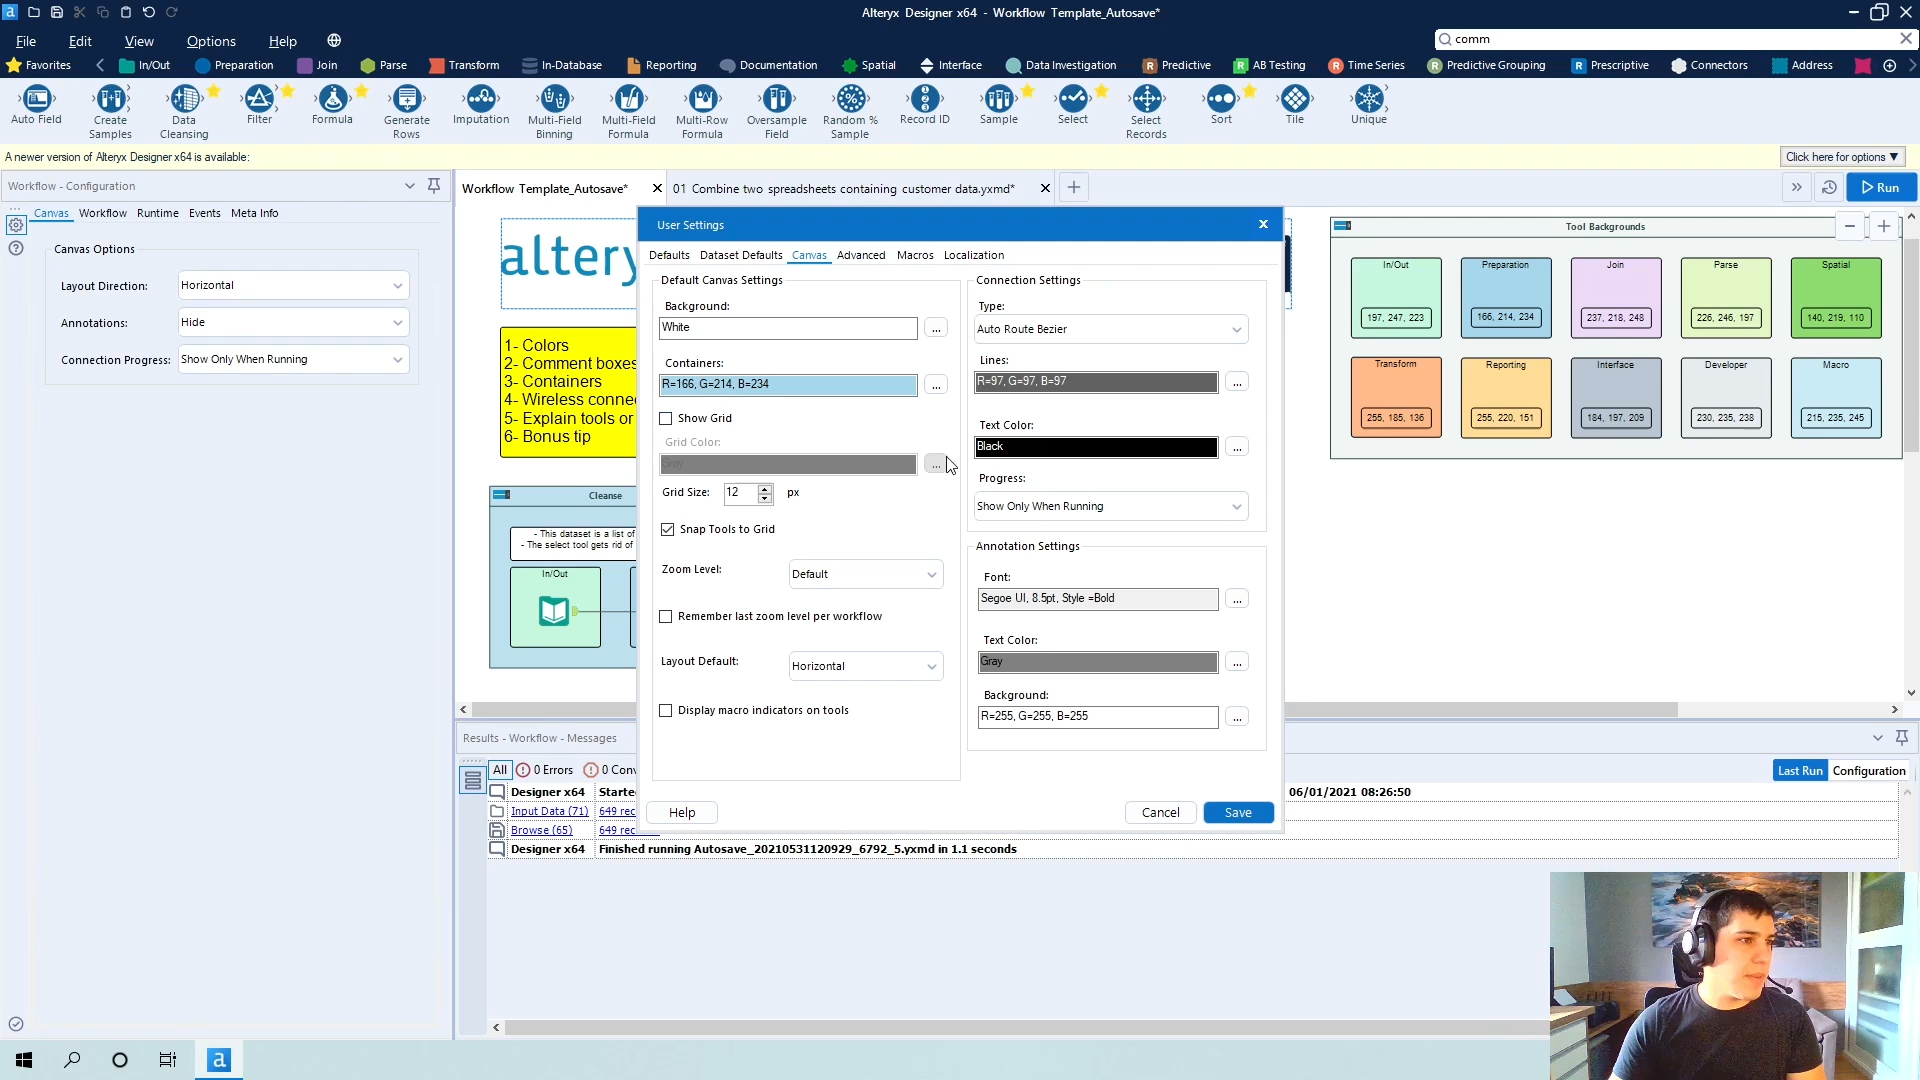 Alteryx Designer x64 - Workflow Template_Autosave*
File Edit View Options Help
comm
Favorites In/Out Preparation Join Parse Transform In-Database Reporting Documentation Spatial Interface Data Investigation Predictive AB Testing Time Series Predictive Grouping Prescriptive Connectors Address
Auto Field
Create Samples
Data Cleansing
Filter
Formula
Generate Rows
Imputation
Multi-Field Binning
Multi-Field Formula
Multi-Row Formula
Oversample Field
Random % Sample
Record ID
Sample
Select
Select Records
Sort
Tile
Unique
A newer version of Alteryx Designer x64 is available:
Click here for options ▼
Workflow - Configuration
Canvas Workflow Runtime Events Meta Info
Canvas Options
Layout Direction: Horizontal
Annotations: Hide
Connection Progress: Show Only When Running
Workflow Template_Autosave*
01 Combine two spreadsheets containing customer data.yxmd*
Run
altery
1- Colors
2- Comment boxes
3- Containers
4- Wireless conne
5- Explain tools or
6- Bonus tip
Cleanse
- This dataset is a list of
- The select tool gets rid of
In/Out
User Settings
Defaults Dataset Defaults Canvas Advanced Macros Localization
Default Canvas Settings
Background:
White
...
Containers:
R=166, G=214, B=234
...
Show Grid
Grid Color:
Gray
...
Grid Size: 12 px
Snap Tools to Grid
Zoom Level: Default
Remember last zoom level per workflow
Layout Default: Horizontal
Display macro indicators on tools
Connection Settings
Type:
Auto Route Bezier
Lines:
R=97, G=97, B=97
...
Text Color:
Black
...
Progress:
Show Only When Running
Annotation Settings
Font:
Segoe UI, 8.5pt, Style =Bold
...
Text Color:
Gray
...
Background:
R=255, G=255, B=255
...
Help Cancel Save
Tool Backgrounds
In/Out Preparation Join Parse Spatial
197, 247, 223 166, 214, 234 237, 218, 248 226, 246, 197 140, 219, 110
Transform Reporting Interface Developer Macro
255, 185, 136 255, 220, 151 184, 197, 209 230, 235, 238 215, 235, 245
Results - Workflow - Messages
All 0 Errors 0 Conv
Last Run Configuration
Designer x64 Starte 06/01/2021 08:26:50
Input Data (71) 649 rec
Browse (65) 649 rec
Designer x64 Finished running Autosave_20210531120929_6792_5.yxmd in 1.1 seconds